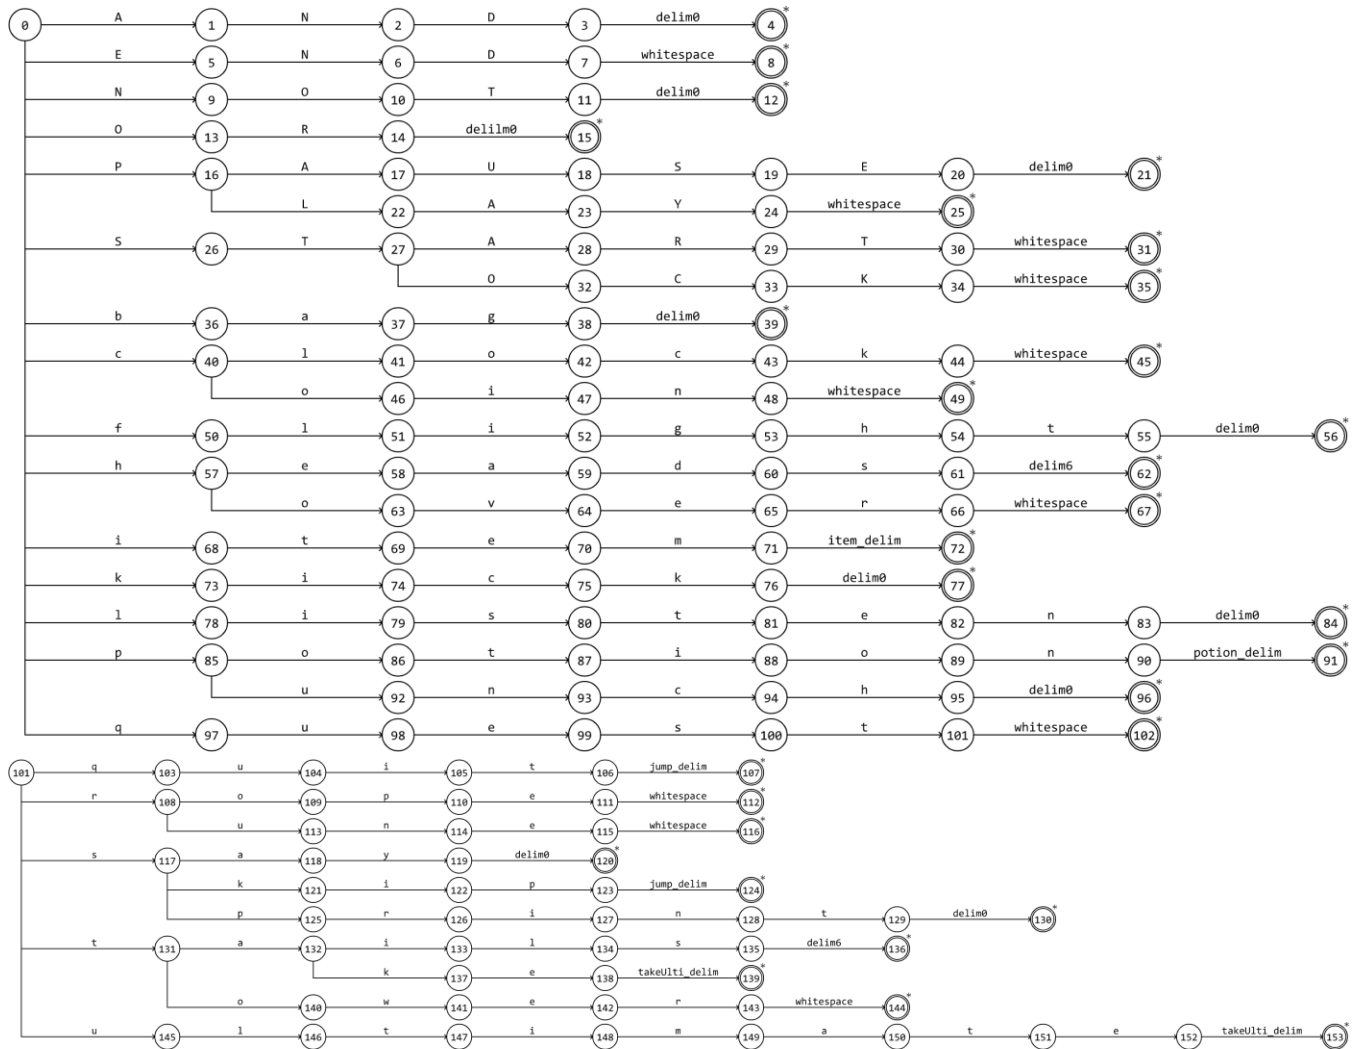 0 A 1 N 2 D 3 delim0 4 *
E 5 N 6 D 7 whitespace 8 *
N 9 O 10 T 11 delim0 12 *
O 13 R 14 delilm0 15 *
P 16 A 17 U 18 S 19 E 20 delim0 21 *
L 22 A 23 Y 24 whitespace 25 *
S 26 T 27 A 28 R 29 T 30 whitespace 31 *
O 32 C 33 K 34 whitespace 35 *
b 36 a 37 g 38 delim0 39 *
c 40 l 41 o 42 c 43 k 44 whitespace 45 *
o 46 i 47 n 48 whitespace 49 *
f 50 l 51 i 52 g 53 h 54 t 55 delim0 56 *
h 57 e 58 a 59 d 60 s 61 delim6 62 *
o 63 v 64 e 65 r 66 whitespace 67 *
i 68 t 69 e 70 m 71 item_delim 72 *
k 73 i 74 c 75 k 76 delim0 77 *
l 78 i 79 s 80 t 81 e 82 n 83 delim0 84 *
p 85 o 86 t 87 i 88 o 89 n 90 potion_delim 91 *
u 92 n 93 c 94 h 95 delim0 96 *
q 97 u 98 e 99 s 100 t 101 whitespace 102 *
101 q 103 u 104 i 105 t 106 jump_delim 107 *
r 108 o 109 p 110 e 111 whitespace 112 *
u 113 n 114 e 115 whitespace 116 *
s 117 a 118 y 119 delim0 120 *
k 121 i 122 p 123 jump_delim 124 *
p 125 r 126 i 127 n 128 t 129 delim0 130 *
t 131 a 132 i 133 l 134 s 135 delim6 136 *
k 137 e 138 takeUlti_delim 139 *
o 140 w 141 e 142 r 143 whitespace 144 *
u 145 l 146 t 147 i 148 m 149 a 150 t 151 e 152 takeUlti_delim 153 *